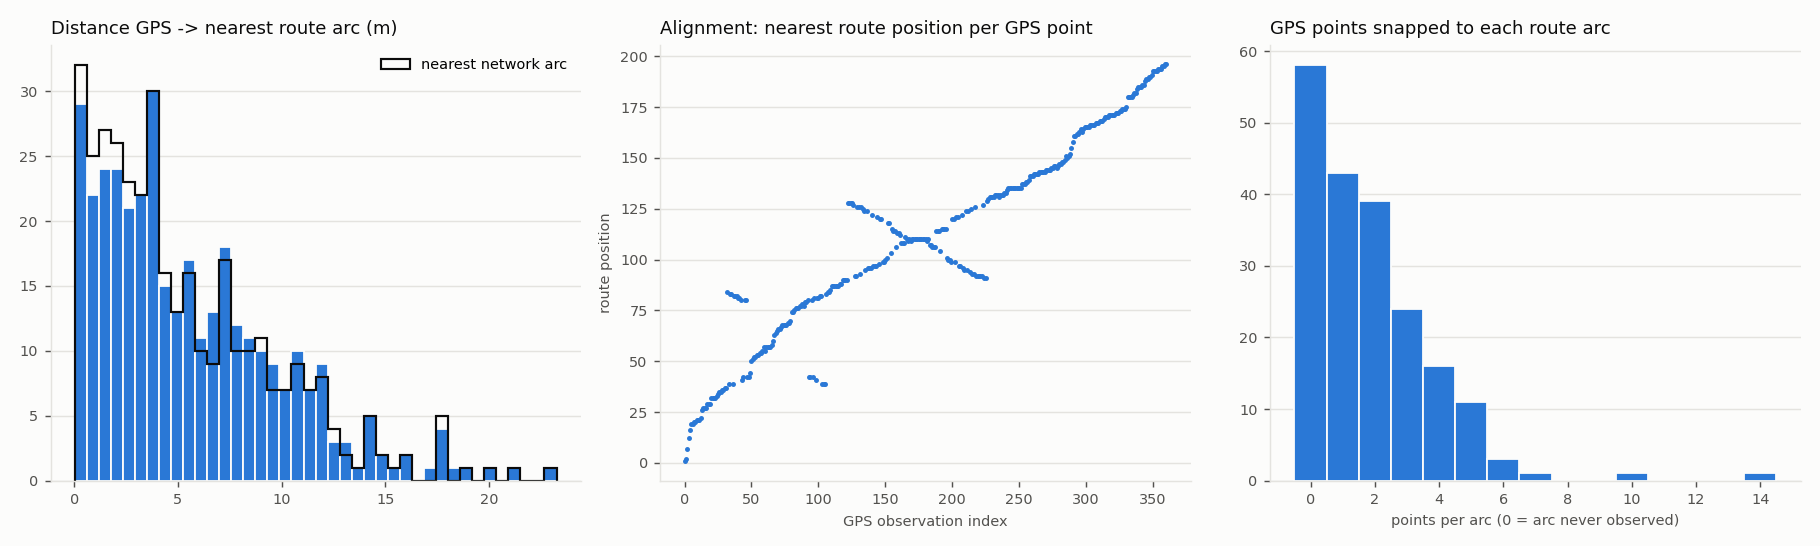 Distance GPS -> nearest route arc (m)
nearest network arc
30
25
20
15
10
5
0
0 5 10 15 20
Alignment: nearest route position per GPS point
route position
200
175
150
125
100
75
50
25
0
0 50 100 150 200 250 300 350
GPS observation index
GPS points snapped to each route arc
60
50
40
30
20
10
0
0 2 4 6 8 10 12 14
points per arc (0 = arc never observed)